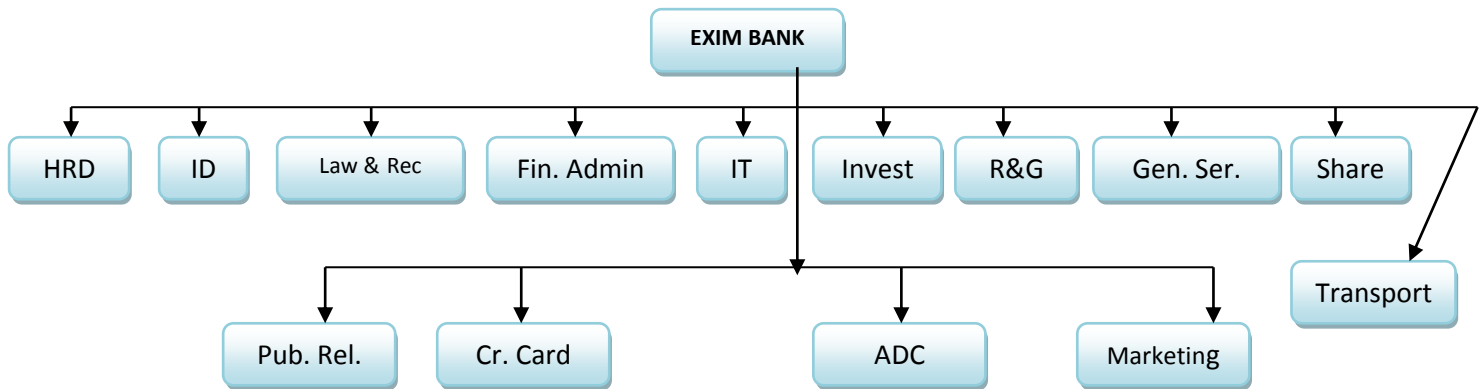 EXIM BANK
HRD
ID
Law & Rec
Fin. Admin
IT
Invest
R&G
Gen. Ser.
Share
Transport
Pub. Rel.
Cr. Card
ADC
Marketing